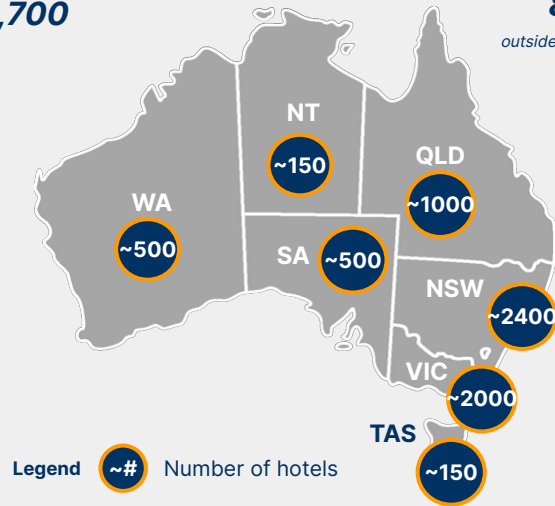 ,700
outside
NT
~150
QLD
~1000
WA
~500
SA
~500
NSW
~2400
VIC
~2000
TAS
~150
Legend ~# Number of hotels